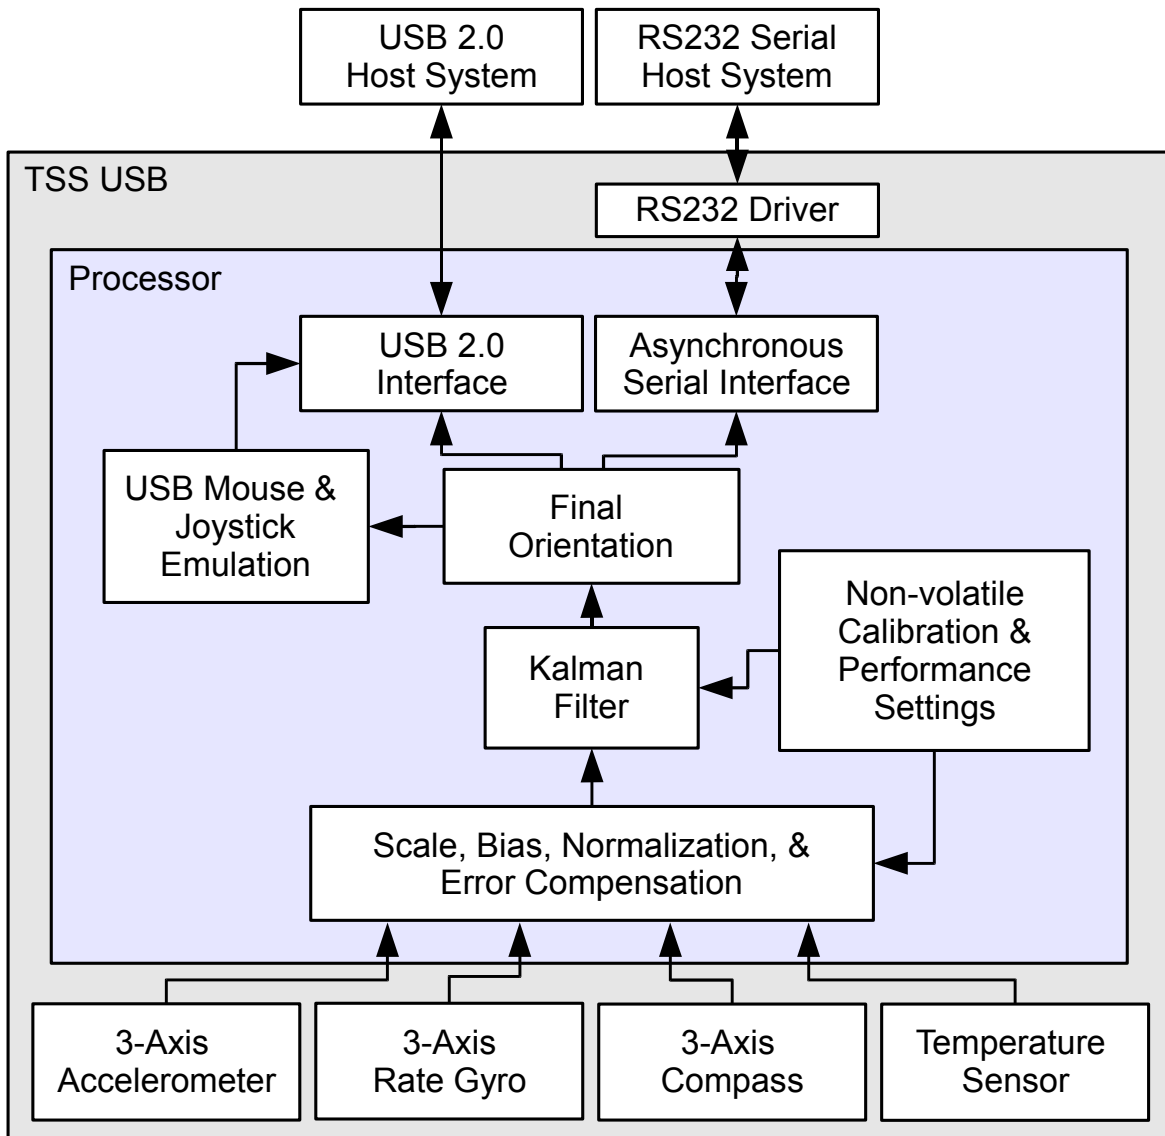 USB 2.0
Host System
RS232 Serial
Host System
TSS USB
RS232 Driver
Processor
USB 2.0
Interface
Asynchronous
Serial Interface
USB Mouse &
Joystick
Emulation
Final
Orientation
Non-volatile
Calibration &
Performance
Settings
Kalman
Filter
Scale, Bias, Normalization, &
Error Compensation
3-Axis
Accelerometer
3-Axis
Rate Gyro
3-Axis
Compass
Temperature
Sensor